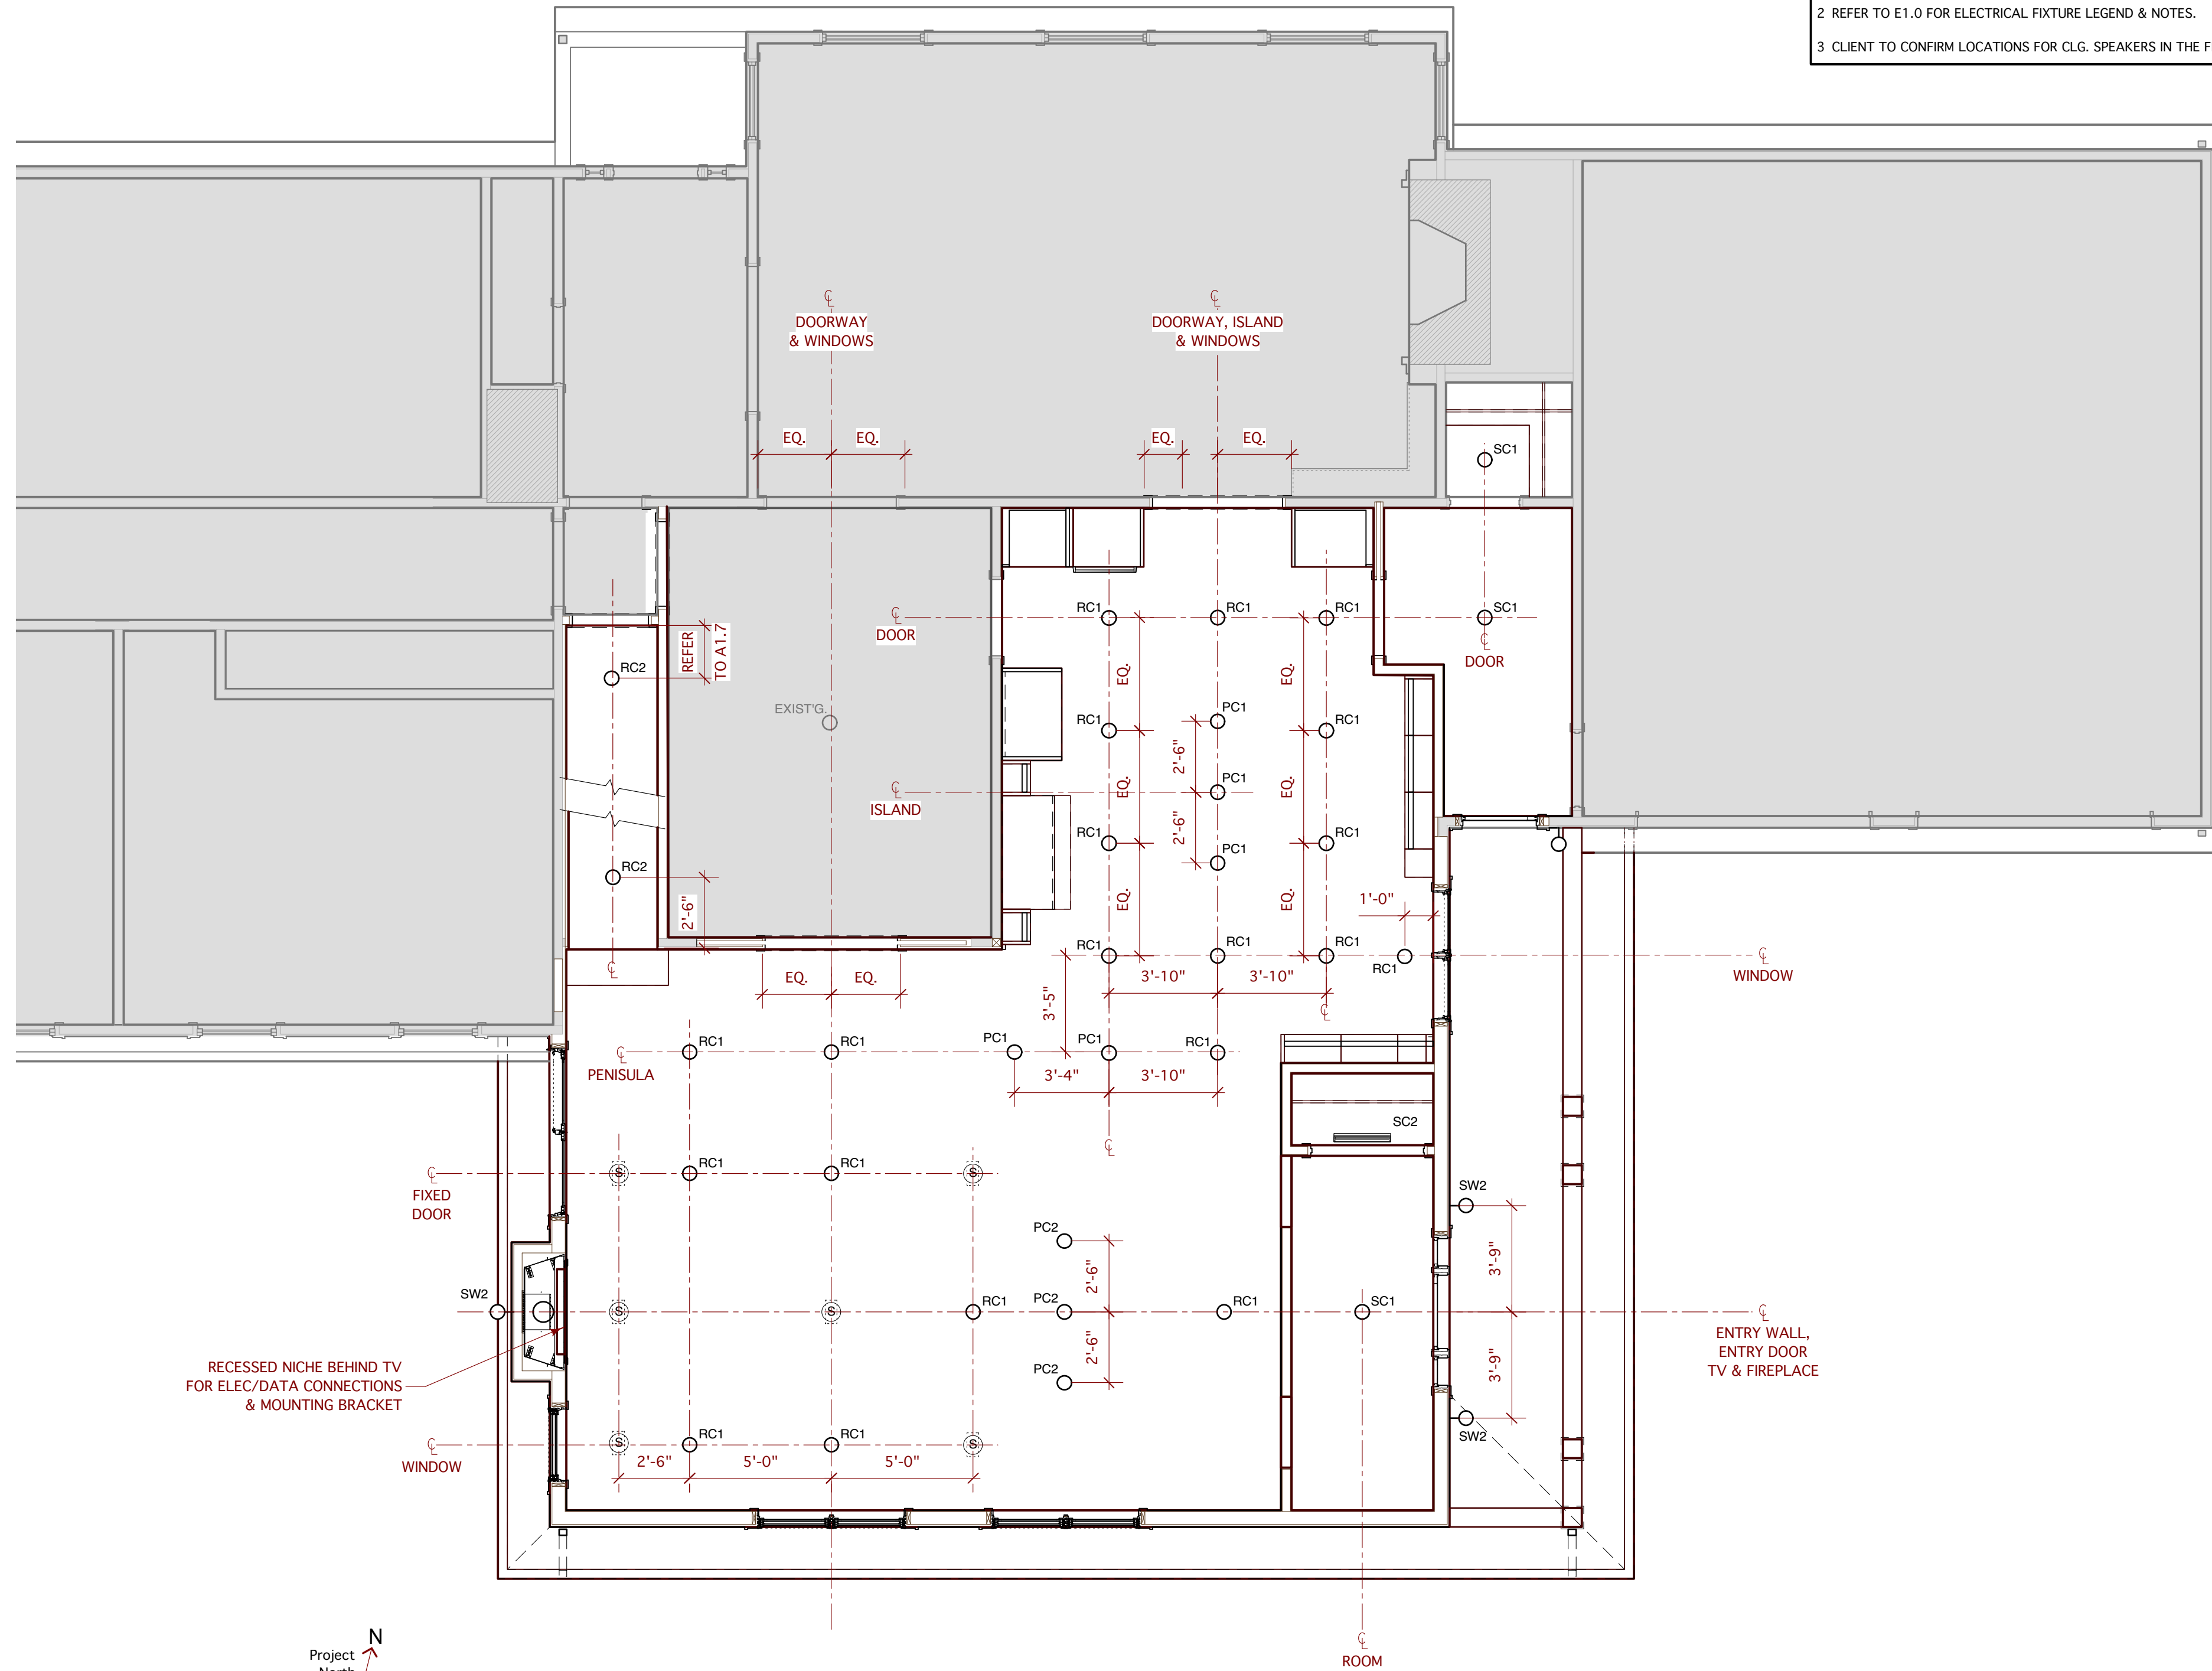 2 REFER TO E1.0 FOR ELECTRICAL FIXTURE LEGEND & NOTES.
3 CLIENT TO CONFIRM LOCATIONS FOR CLG. SPEAKERS IN THE F
℄
DOORWAY
& WINDOWS
℄
DOORWAY, ISLAND
& WINDOWS
EQ.
EQ.
EQ.
EQ.
SC1
RC1
RC1
RC1
SC1
℄
DOOR
℄
DOOR
REFER
TO A1.7
RC2
EQ.
EQ.
EXIST'G.
RC1
PC1
RC1
2'-6"
℄
ISLAND
EQ.
PC1
EQ.
2'-6"
RC1
RC1
PC1
RC2
2'-6"
EQ.
EQ.
1'-0"
℄
RC1
RC1
RC1
RC1
℄
WINDOW
EQ.
EQ.
3'-10"
3'-10"
3'-5"
℄
℄
PENISULA
RC1
RC1
PC1
PC1
RC1
3'-4"
3'-10"
SC2
℄
℄
FIXED
DOOR
S
RC1
RC1
S
SW2
PC2
2'-6"
3'-9"
SW2
S
S
RC1
PC2
RC1
SC1
℄
ENTRY WALL,
ENTRY DOOR
TV & FIREPLACE
2'-6"
3'-9"
RECESSED NICHE BEHIND TV
FOR ELEC/DATA CONNECTIONS
& MOUNTING BRACKET
PC2
SW2
℄
WINDOW
S
RC1
RC1
S
2'-6"
5'-0"
5'-0"
℄
ROOM
N
Project
North